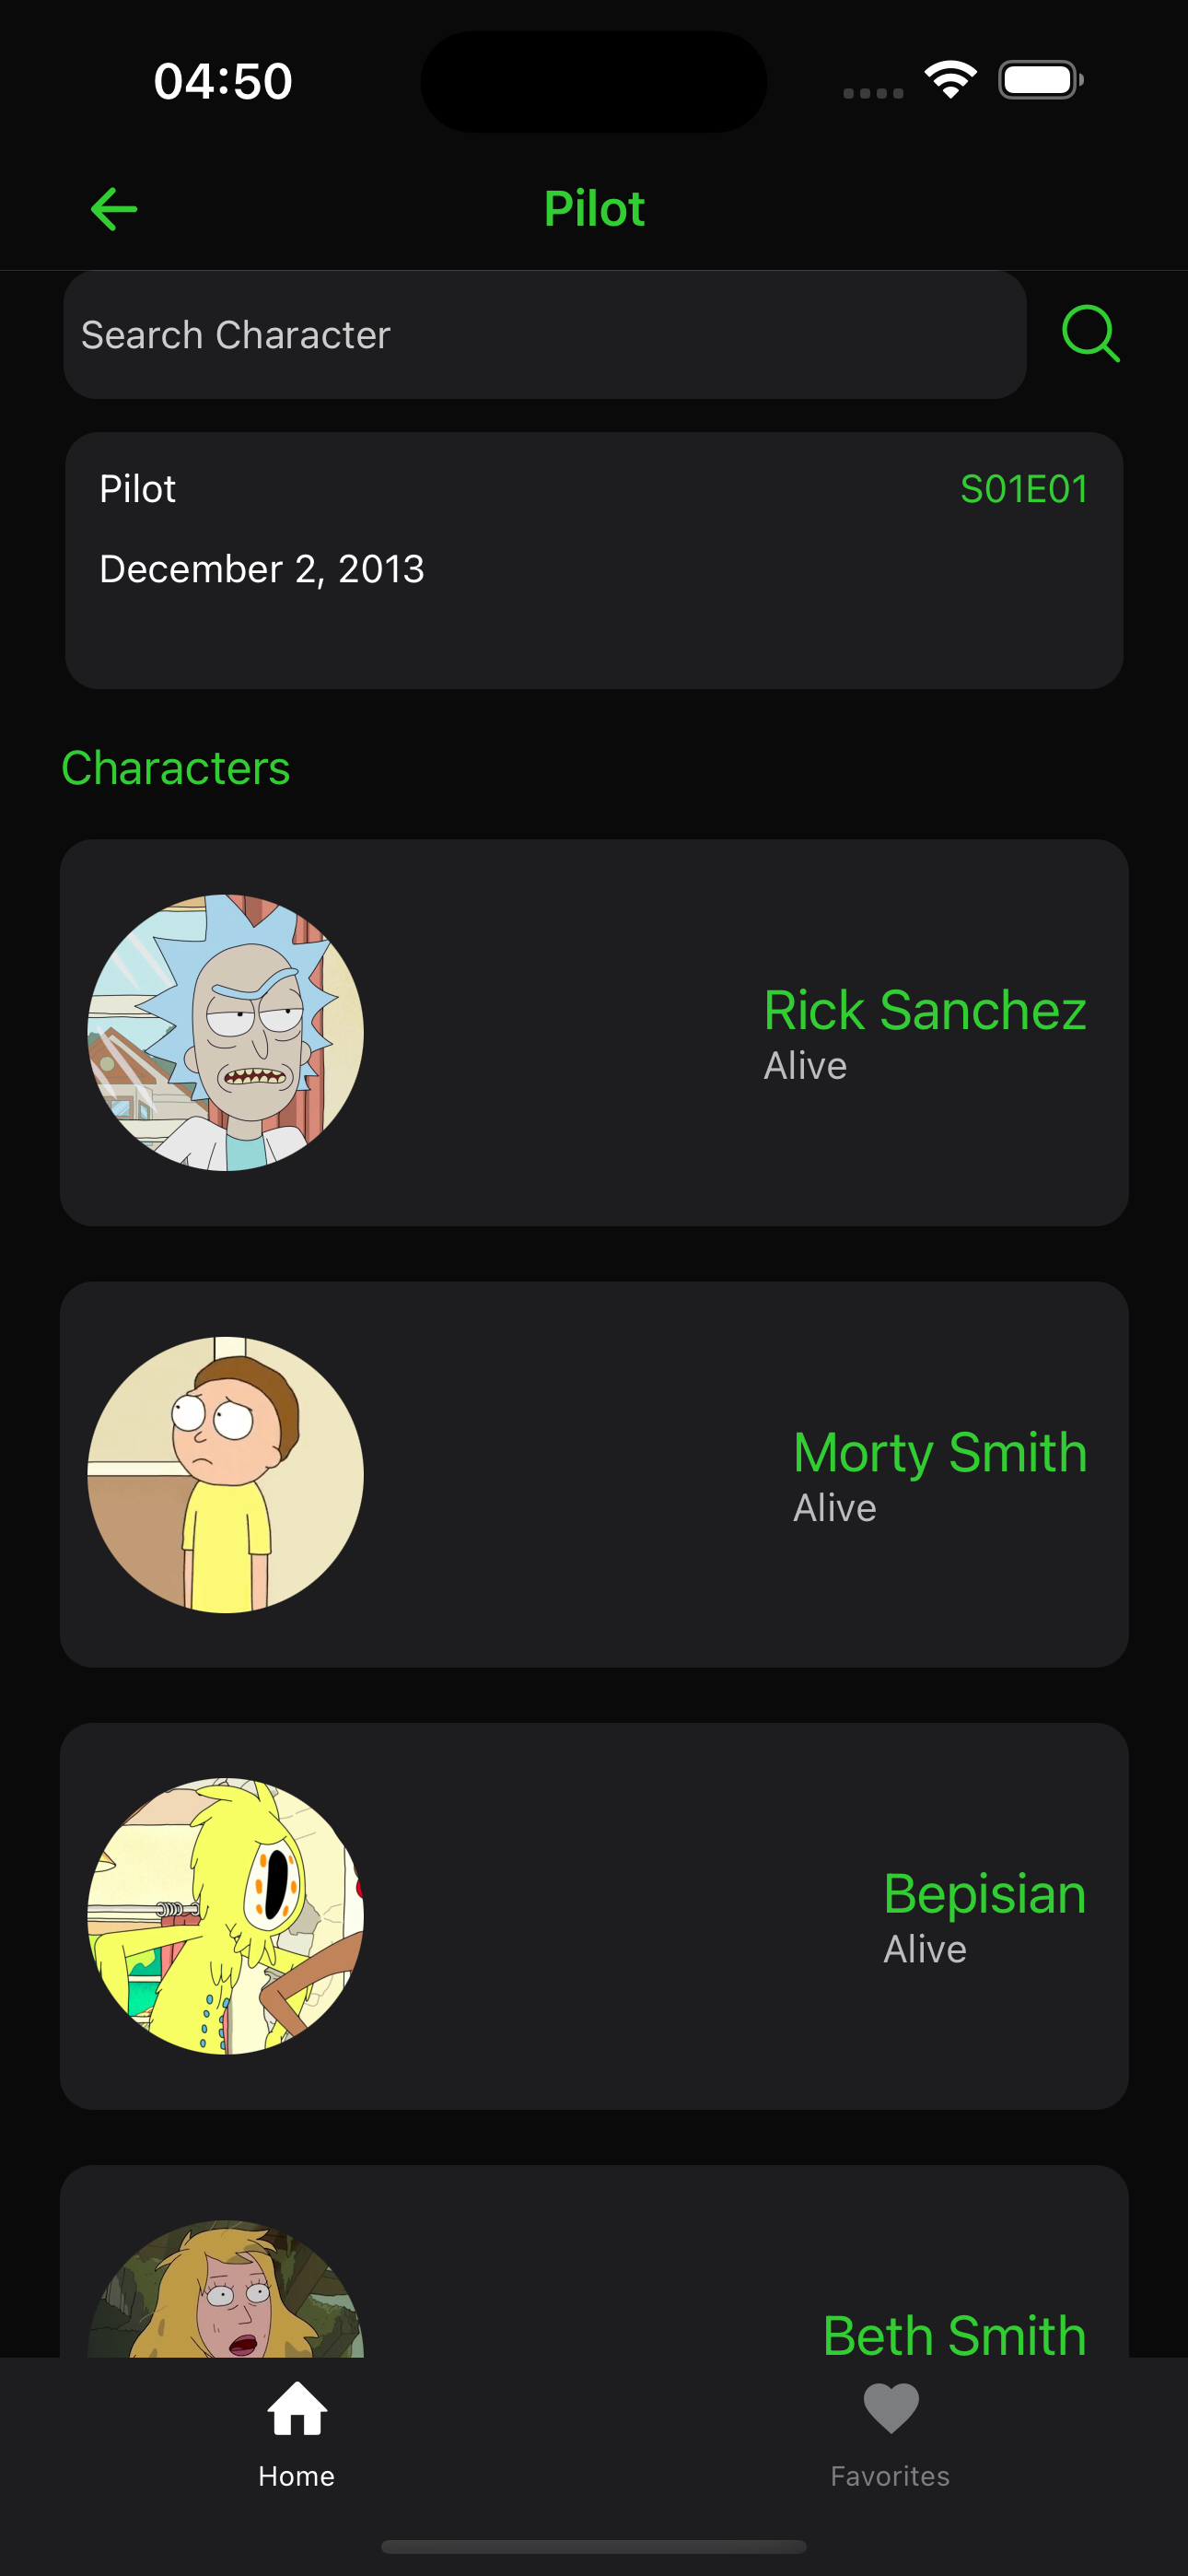 04:50
Pilot
Search Character
Pilot
S01E01
December 2, 2013
Characters
Rick Sanchez
Alive
Morty Smith
Alive
Bepisian
Alive
Beth Smith
Home
Favorites